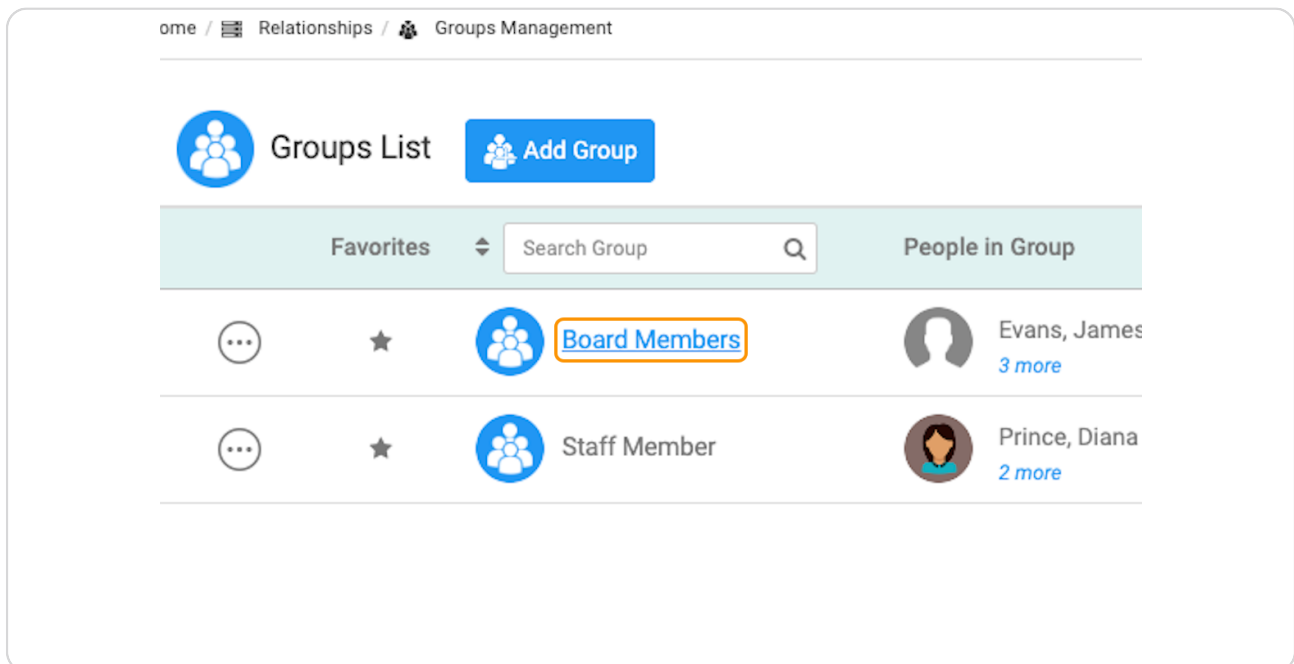 ome / Relationships / Groups Management
Groups List Add Group
Favorites Search Group People in Group
Board Members Evans, James
3 more
Staff Member Prince, Diana
2 more